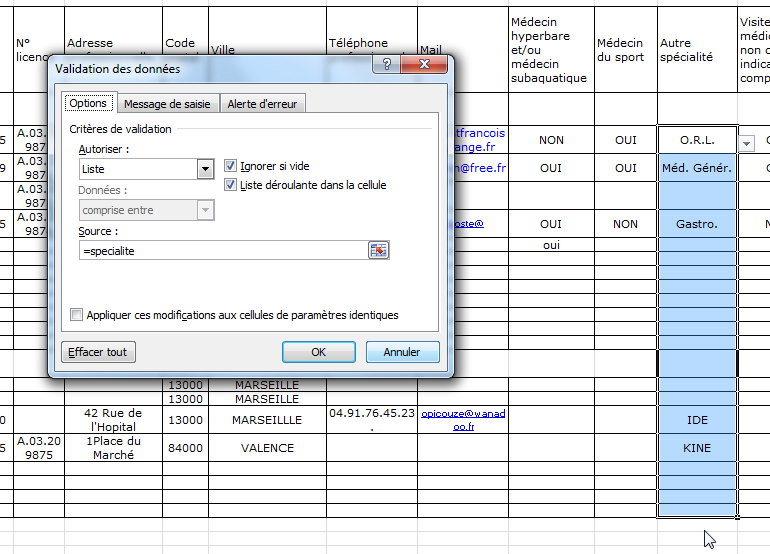 Médecin
hyperbare
et/ou
médecin
subaquatique
Visite
médic
non c
indica
comp
N°
licenc
Adresse
Code
Ville
Téléphone
Mail
Médecin
du sport
Autre
spécialité
Validation des données
Options
Message de saisie
Alerte d'erreur
Critères de validation
Autoriser :
Liste
Ignorer si vide
Données :
Liste déroulante dans la cellule
comprise entre
Source :
=specialite
Appliquer ces modifications aux cellules de paramètres identiques
Effacer tout
OK
Annuler
5 A.03.
987
tfrancois
ange.fr
NON OUI O.R.L.
9 A.03.
987
n@free.fr OUI OUI Méd. Génér.
5 A.03.
987
oste@ OUI NON Gastro.
oui
13000 MARSEILLE
13000 MARSEILLE
0 42 Rue de
l'Hopital
13000 MARSEILLLE 04.91.76.45.23
.
opicouze@wanad
oo.fr
IDE
5 A.03.20
9875
1Place du
Marché
84000 VALENCE KINE